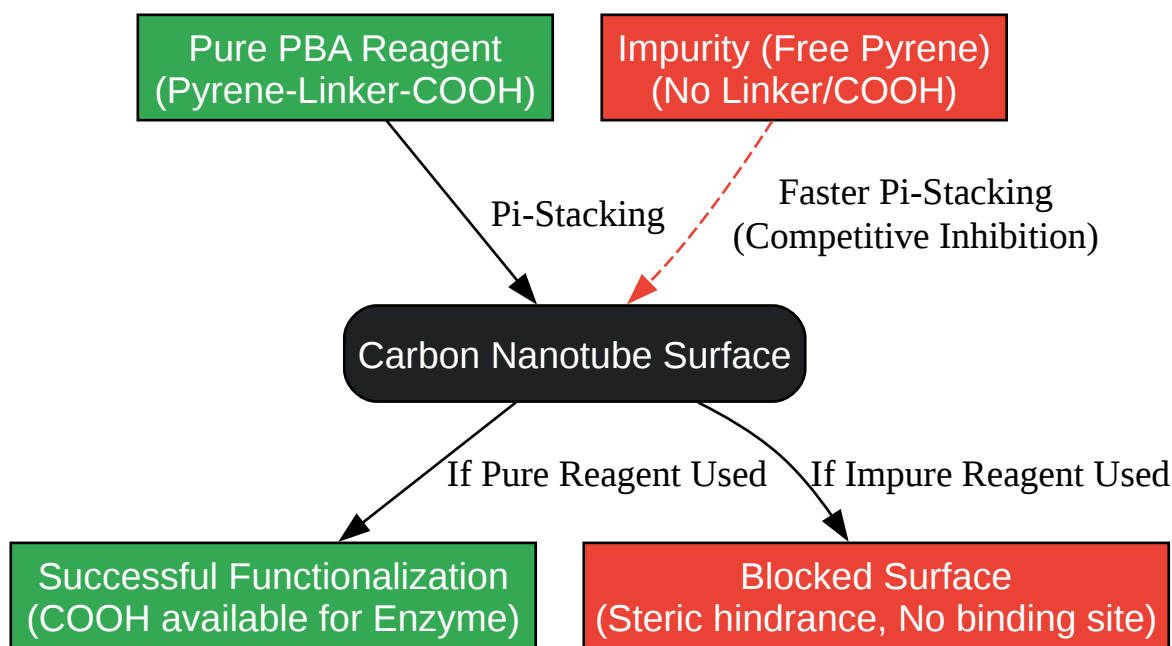 Pure PBA Reagent
(Pyrene-Linker-COOH)
Impurity (Free Pyrene)
(No Linker/COOH)
Pi-Stacking
Faster Pi-Stacking
(Competitive Inhibition)
Carbon Nanotube Surface
If Pure Reagent Used
If Impure Reagent Used
Successful Functionalization
(COOH available for Enzyme)
Blocked Surface
(Steric hindrance, No binding site)